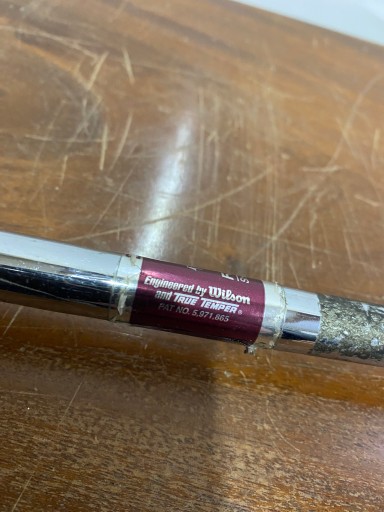 Engineered by Wilson
and TRUE TEMPER®
PAT NO. 5,971,865